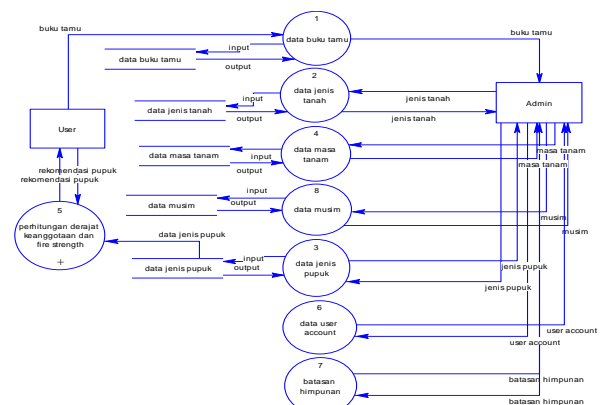 buku tamu
1
data buku tamu
buku tamu
input
data buku tamu
output
2
data jenis
tanah
input
data jenis tanah
output
jenis tanah
jenis tanah
Admin
User
4
data masa
tanam
data masa tanam
input
output
masa tanam
masa tanam
rekomendasi pupuk
rekomendasi pupuk
8
data musim
input
data musim
output
musim
musim
5
perhitungan derajat
keanggotaan dan
fire strength
+
data jenis pupuk
3
data jenis
pupuk
input
data jenis pupuk
output
jenis pupuk
jenis pupuk
6
data user
account
user account
user account
7
batasan
himpunan
batasan himpunan
batasan himpunan